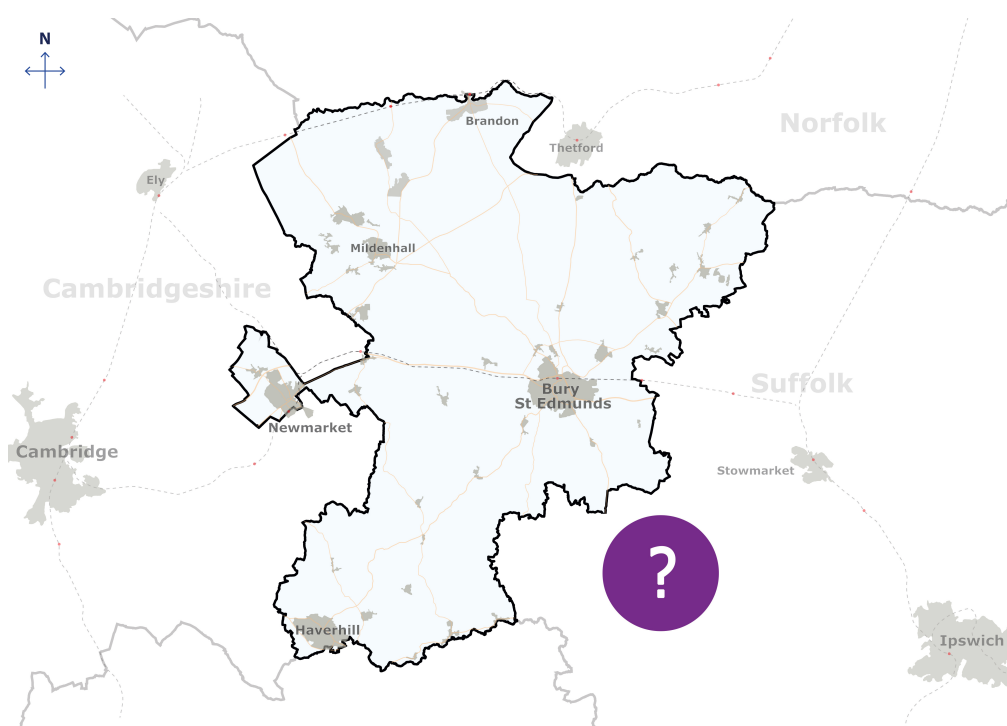 N
Norfolk
Brandon
Thetford
Ely
Mildenhall
Cambridgeshire
Suffolk
Bury
St Edmunds
Newmarket
Cambridge
Stowmarket
?
Haverhill
Ipswich